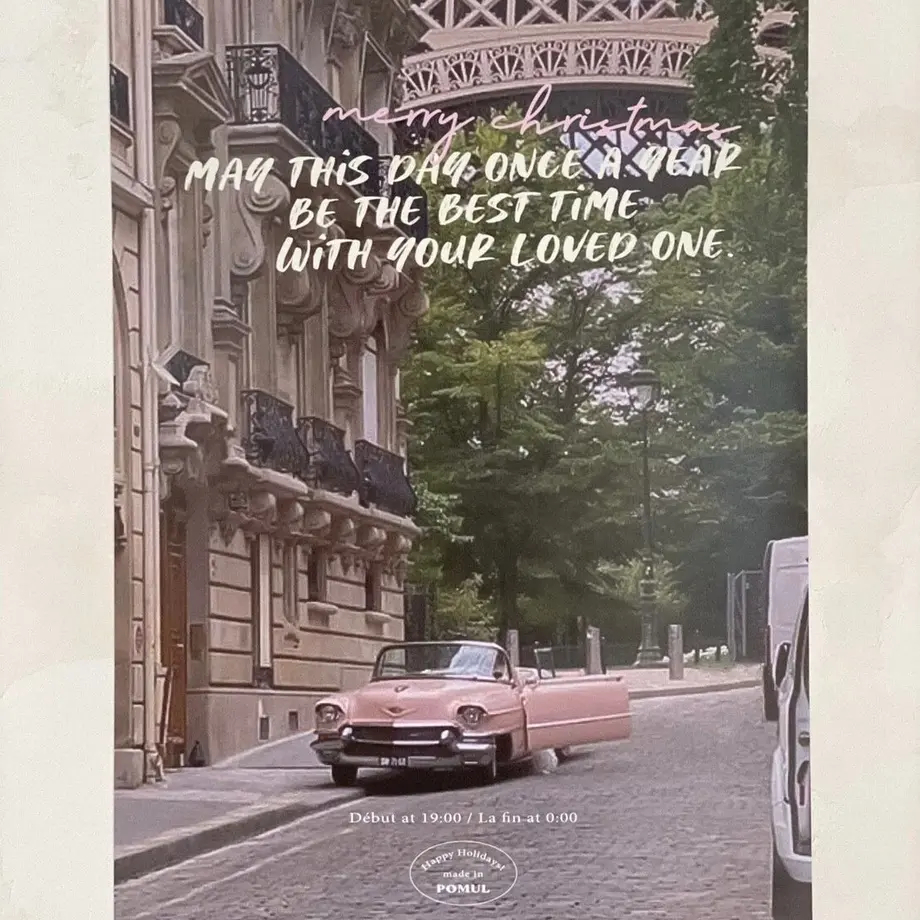 merry christmas
MAY THIS DAY ONCE A YEAR
BE THE BEST TIME
WITH YOUR LOVED ONE.
Début at 19:00 / La fin at 0:00
Happy Holidays!
made in
POMUL